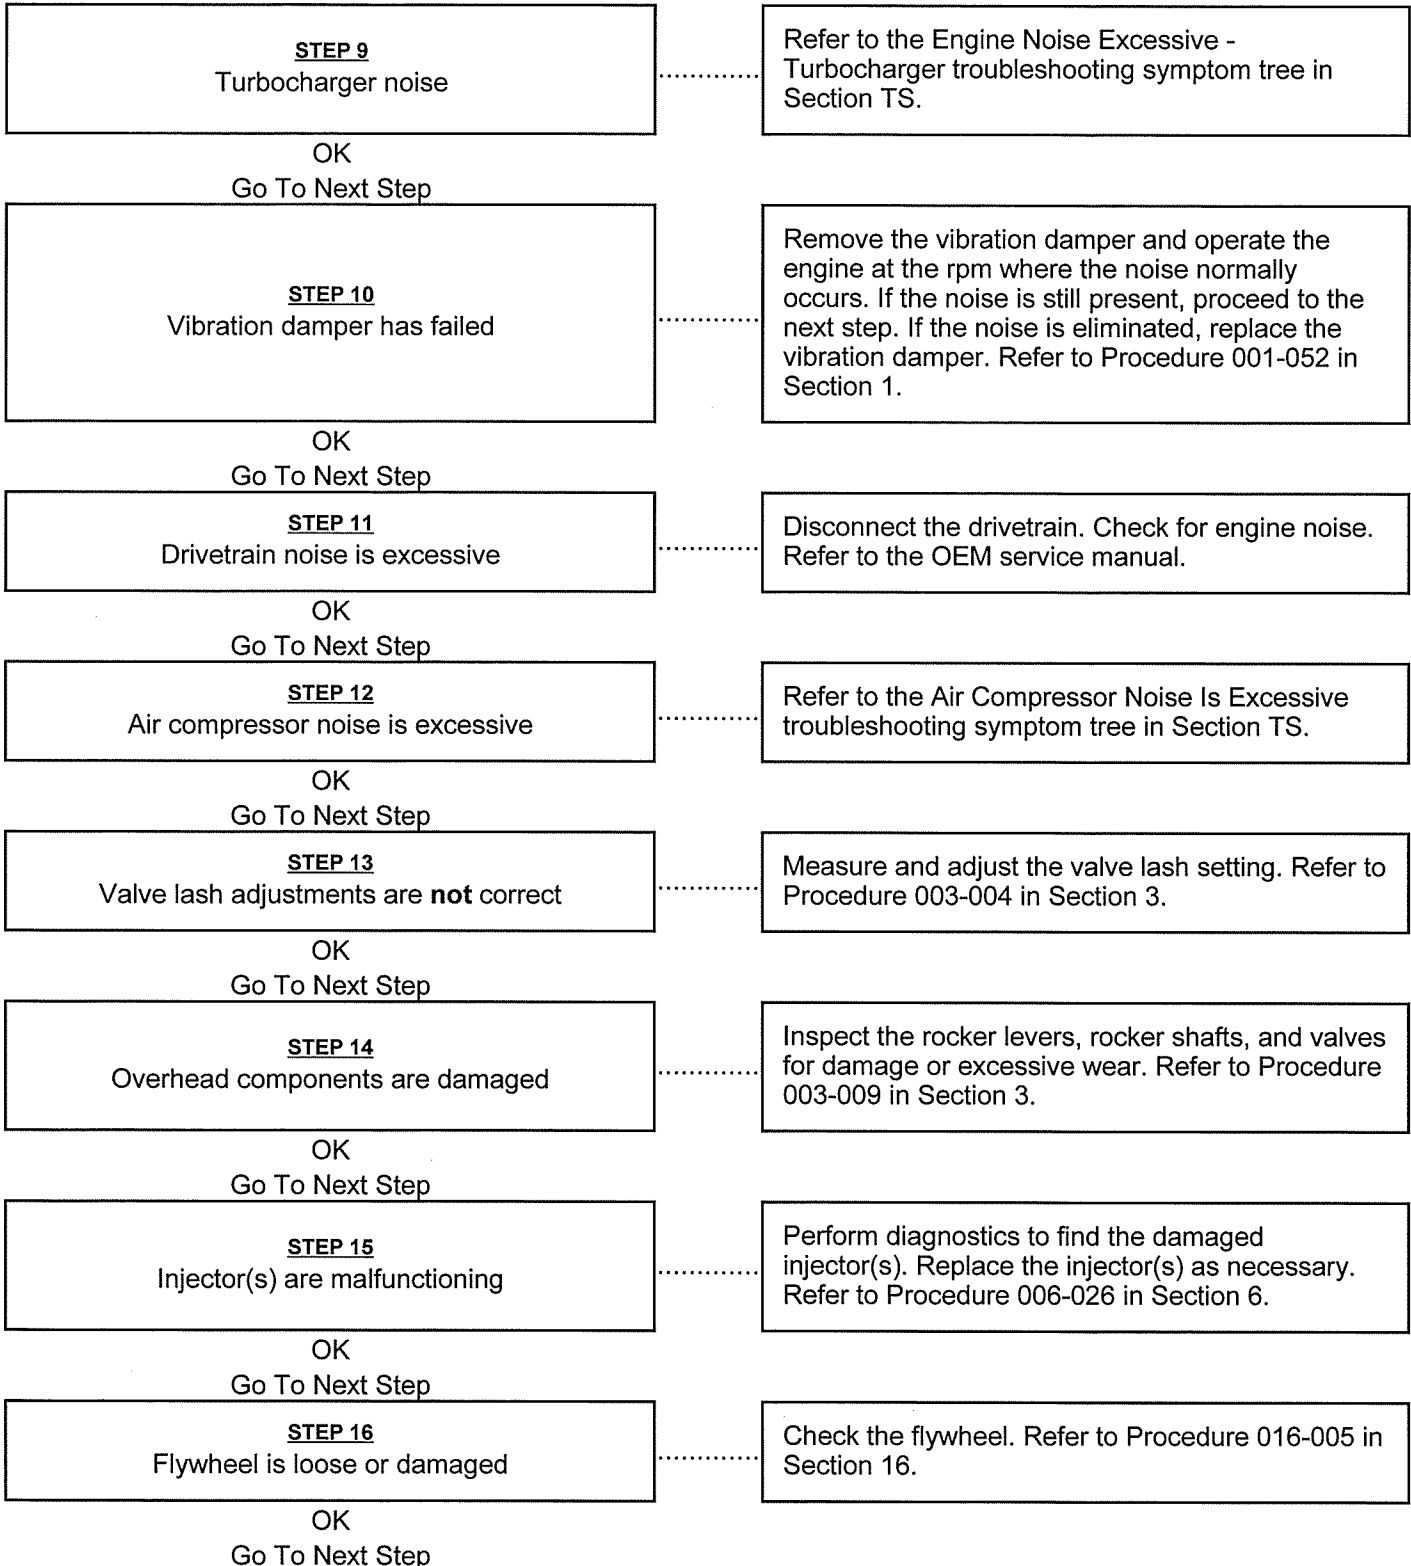 STEP 9
Turbocharger noise
Refer to the Engine Noise Excessive -
Turbocharger troubleshooting symptom tree in
Section TS.
OK
Go To Next Step
STEP 10
Vibration damper has failed
Remove the vibration damper and operate the
engine at the rpm where the noise normally
occurs. If the noise is still present, proceed to the
next step. If the noise is eliminated, replace the
vibration damper. Refer to Procedure 001-052 in
Section 1.
OK
Go To Next Step
STEP 11
Drivetrain noise is excessive
Disconnect the drivetrain. Check for engine noise.
Refer to the OEM service manual.
OK
Go To Next Step
STEP 12
Air compressor noise is excessive
Refer to the Air Compressor Noise Is Excessive
troubleshooting symptom tree in Section TS.
OK
Go To Next Step
STEP 13
Valve lash adjustments are not correct
Measure and adjust the valve lash setting. Refer to
Procedure 003-004 in Section 3.
OK
Go To Next Step
STEP 14
Overhead components are damaged
Inspect the rocker levers, rocker shafts, and valves
for damage or excessive wear. Refer to Procedure
003-009 in Section 3.
OK
Go To Next Step
STEP 15
Injector(s) are malfunctioning
Perform diagnostics to find the damaged
injector(s). Replace the injector(s) as necessary.
Refer to Procedure 006-026 in Section 6.
OK
Go To Next Step
STEP 16
Flywheel is loose or damaged
Check the flywheel. Refer to Procedure 016-005 in
Section 16.
OK
Go To Next Step